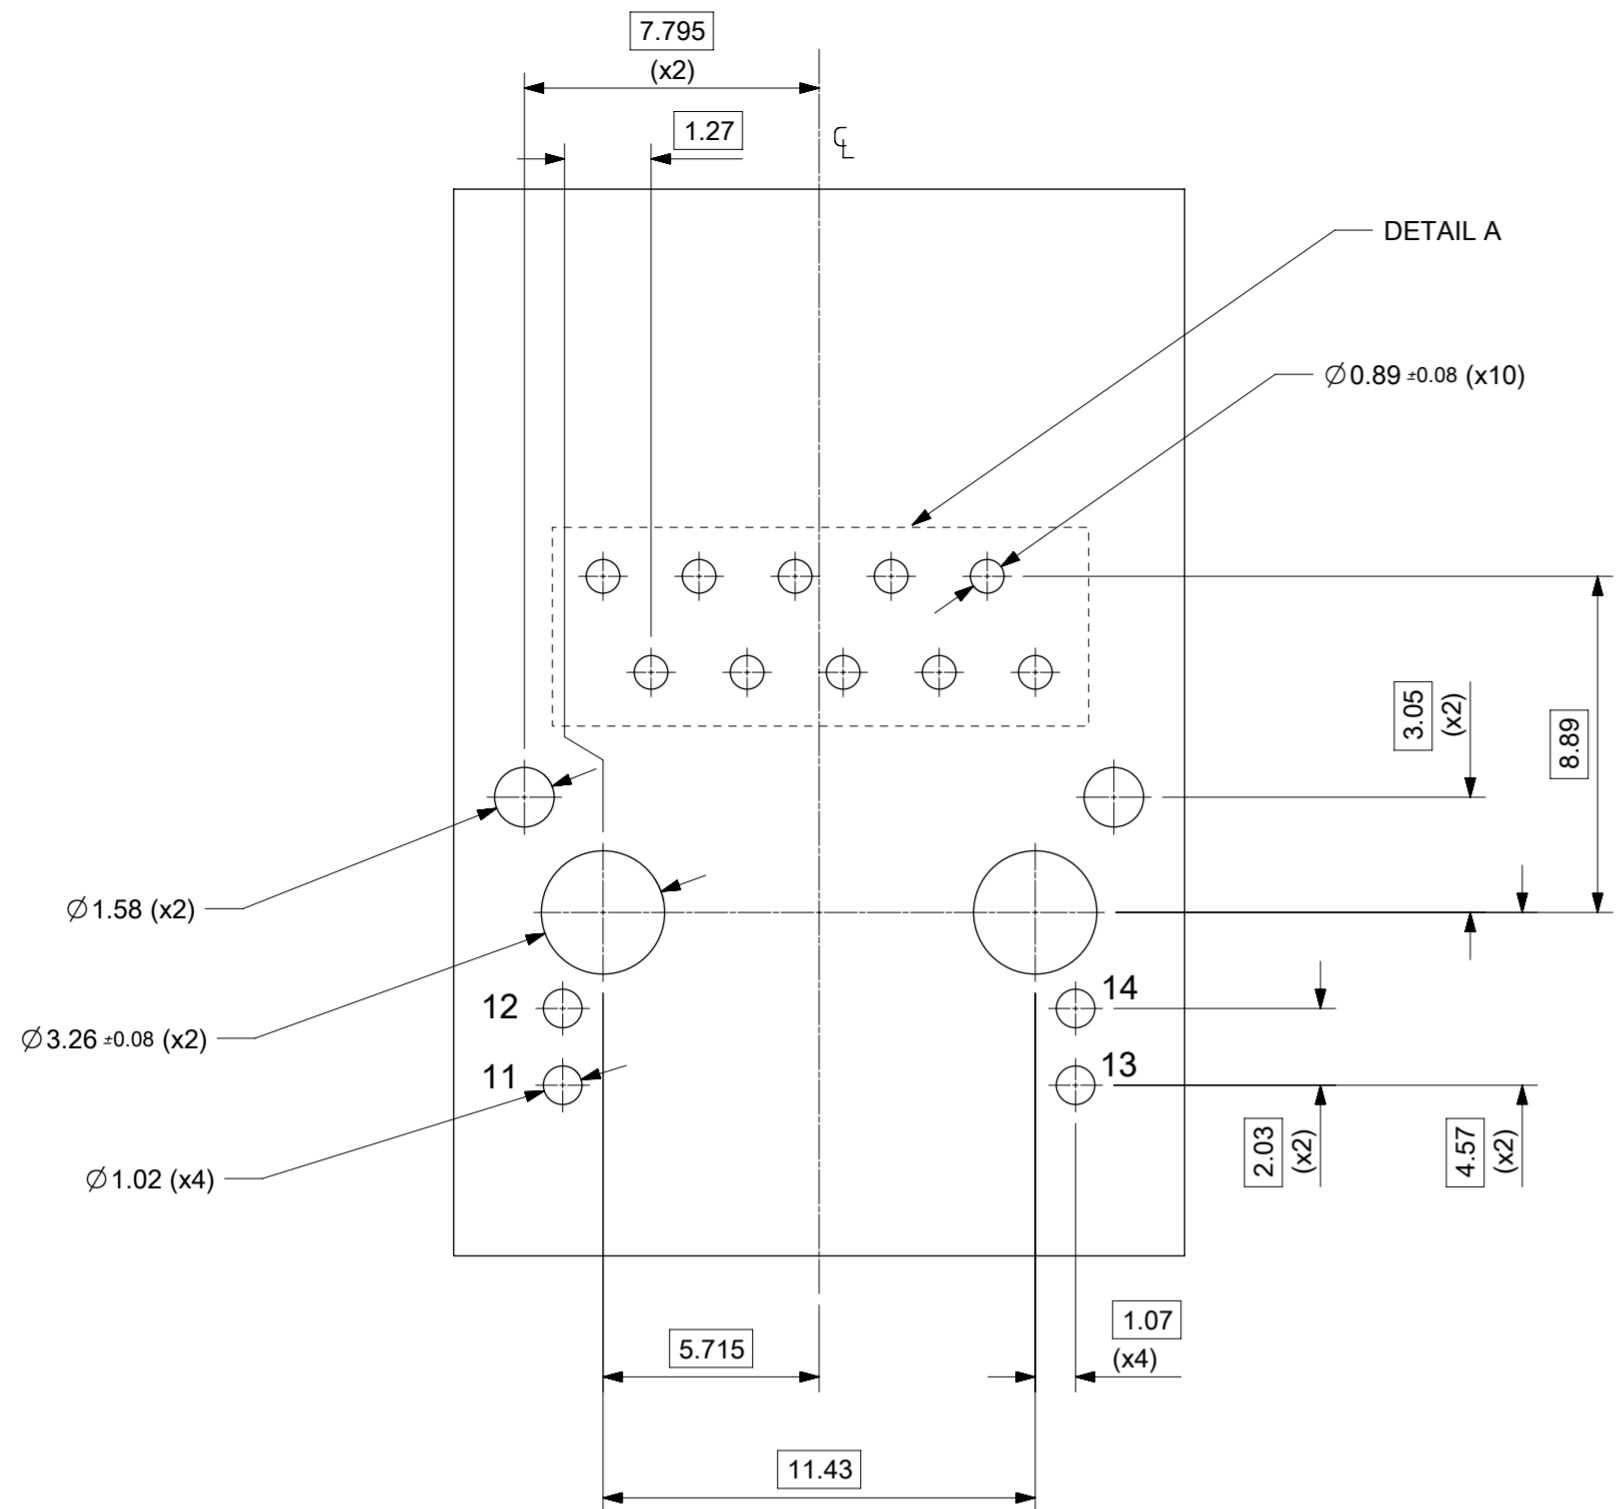 7.795
(x2)
1.27
℄
DETAIL A
∅0.89 ±0.08 (x10)
3.05
(x2)
8.89
∅1.58 (x2)
12
14
∅3.26 ±0.08 (x2)
11
13
∅1.02 (x4)
2.03
(x2)
4.57
(x2)
1.07
(x4)
5.715
11.43